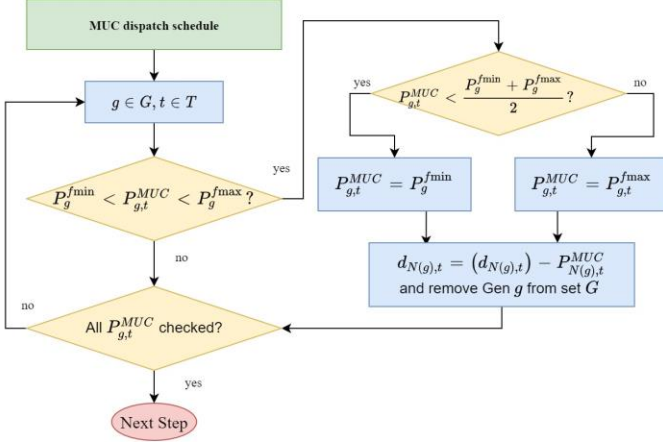 MUC dispatch schedule
g ∈ G, t ∈ T
P_g^{fmin} < P_{g,t}^{MUC} < P_g^{fmax} ?
yes
no
P_{g,t}^{MUC} < \frac{P_g^{fmin} + P_g^{fmax}}{2} ?
yes
no
P_{g,t}^{MUC} = P_g^{fmin}
P_{g,t}^{MUC} = P_{g,t}^{fmax}
d_{N(g),t} = (d_{N(g),t}) − P_{N(g),t}^{MUC}
and remove Gen g from set G
All P_{g,t}^{MUC} checked?
no
yes
Next Step